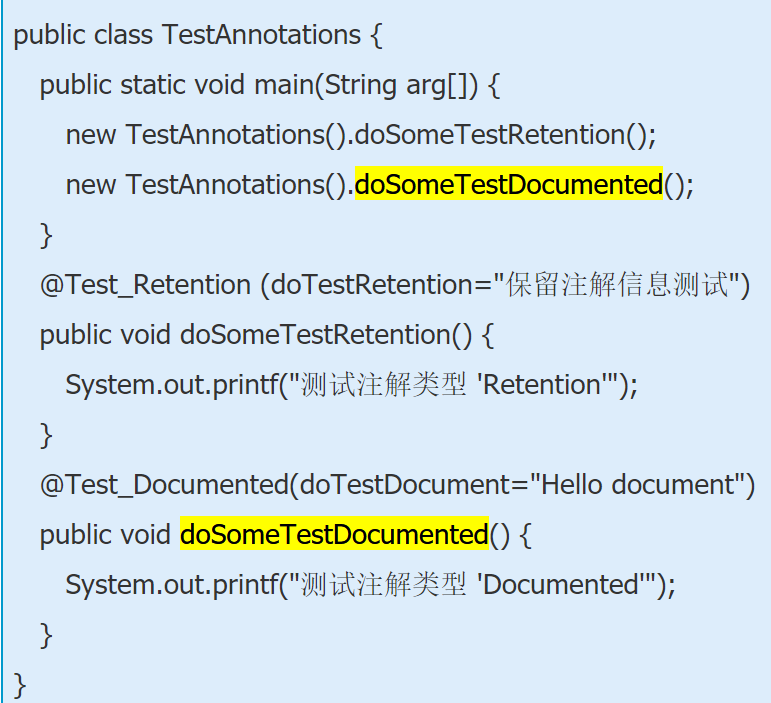 public class TestAnnotations {
public static void main(String arg[]) {
new TestAnnotations().doSomeTestRetention();
new TestAnnotations().doSomeTestDocumented();
}
@Test_Retention (doTestRetention="保留注解信息测试")
public void doSomeTestRetention() {
System.out.printf("测试注解类型 'Retention'");
}
@Test_Documented(doTestDocument="Hello document")
public void doSomeTestDocumented() {
System.out.printf("测试注解类型 'Documented'");
}
}